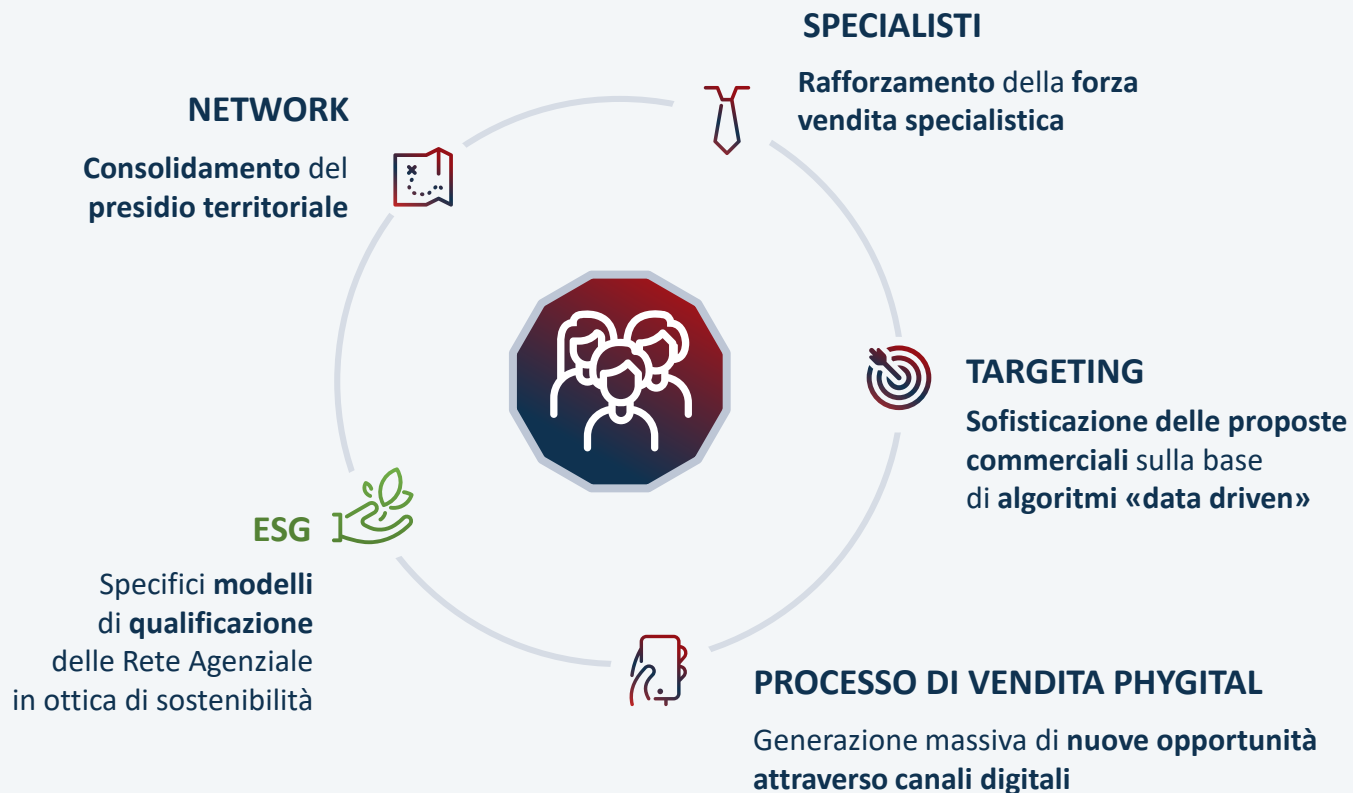 SPECIALISTI
Rafforzamento della forza
vendita specialistica
NETWORK
Consolidamento del
presidio territoriale
TARGETING
Sofisticazione delle proposte
commerciali sulla base
di algoritmi «data driven»
ESG
Specifici modelli
di qualificazione
delle Rete Agenziale
in ottica di sostenibilità
PROCESSO DI VENDITA PHYGITAL
Generazione massiva di nuove opportunità
attraverso canali digitali